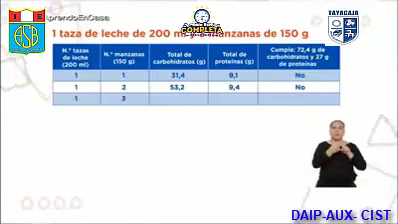 #AprendoEnCasa
COMPLETA
TAYACAJA
1 taza de leche de 200 ml y 3 manzanas de 150 g
N.° tazas de leche (200 ml) N.° manzanas (150 g) Total de carbohidratos (g) Total de proteínas (g) Cumple: 72,4 g de carbohidratos y 27 g de proteínas
1 1 31,4 9,1 No
1 2 53,2 9,4 No
1 3
DAIP-AUX- CIST